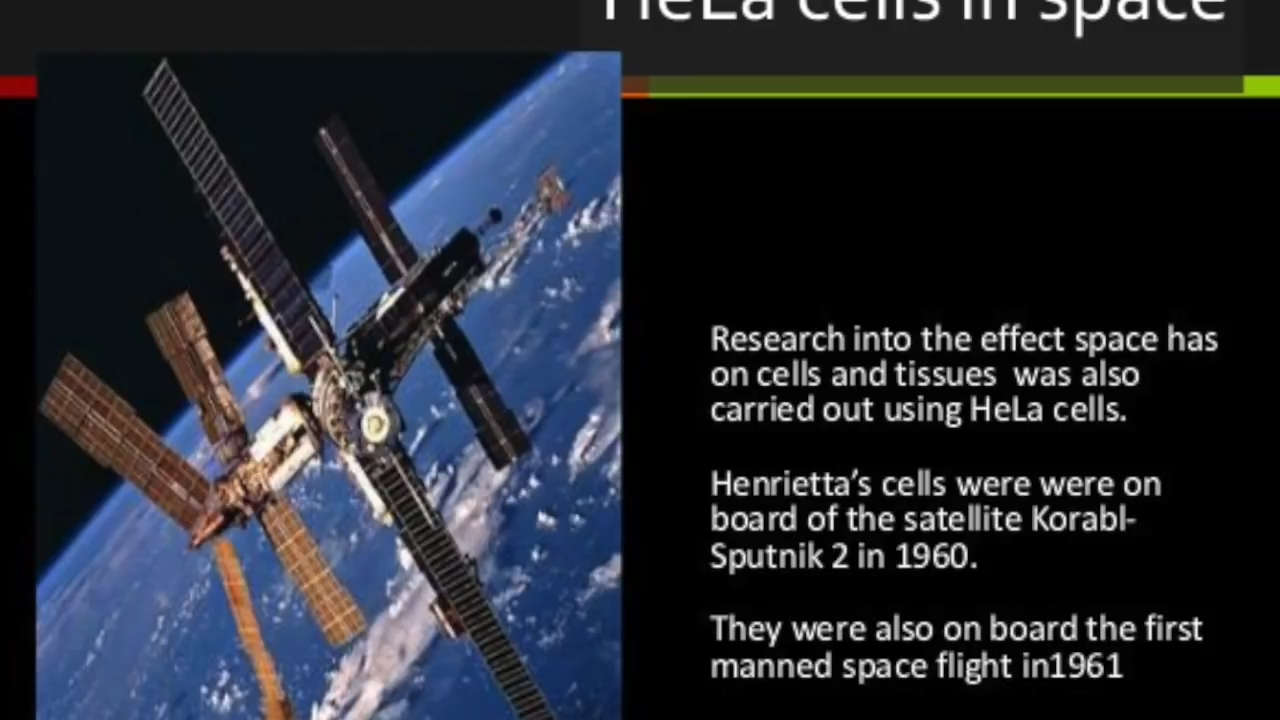 HeLa cells in space
Research into the effect space has
on cells and tissues  was also
carried out using HeLa cells.
Henrietta’s cells were were on
board of the satellite Korabl-
Sputnik 2 in 1960.
They were also on board the first
manned space flight in1961